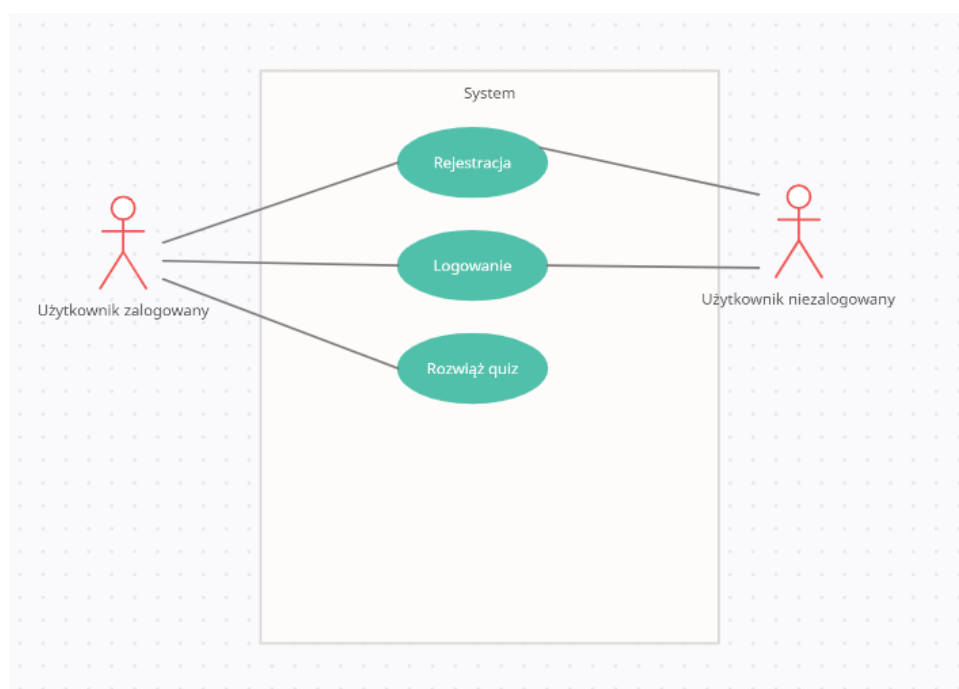 System
Rejestracja
Logowanie
Użytkownik niezalogowany
Użytkownik zalogowany
Rozwiąż quiz